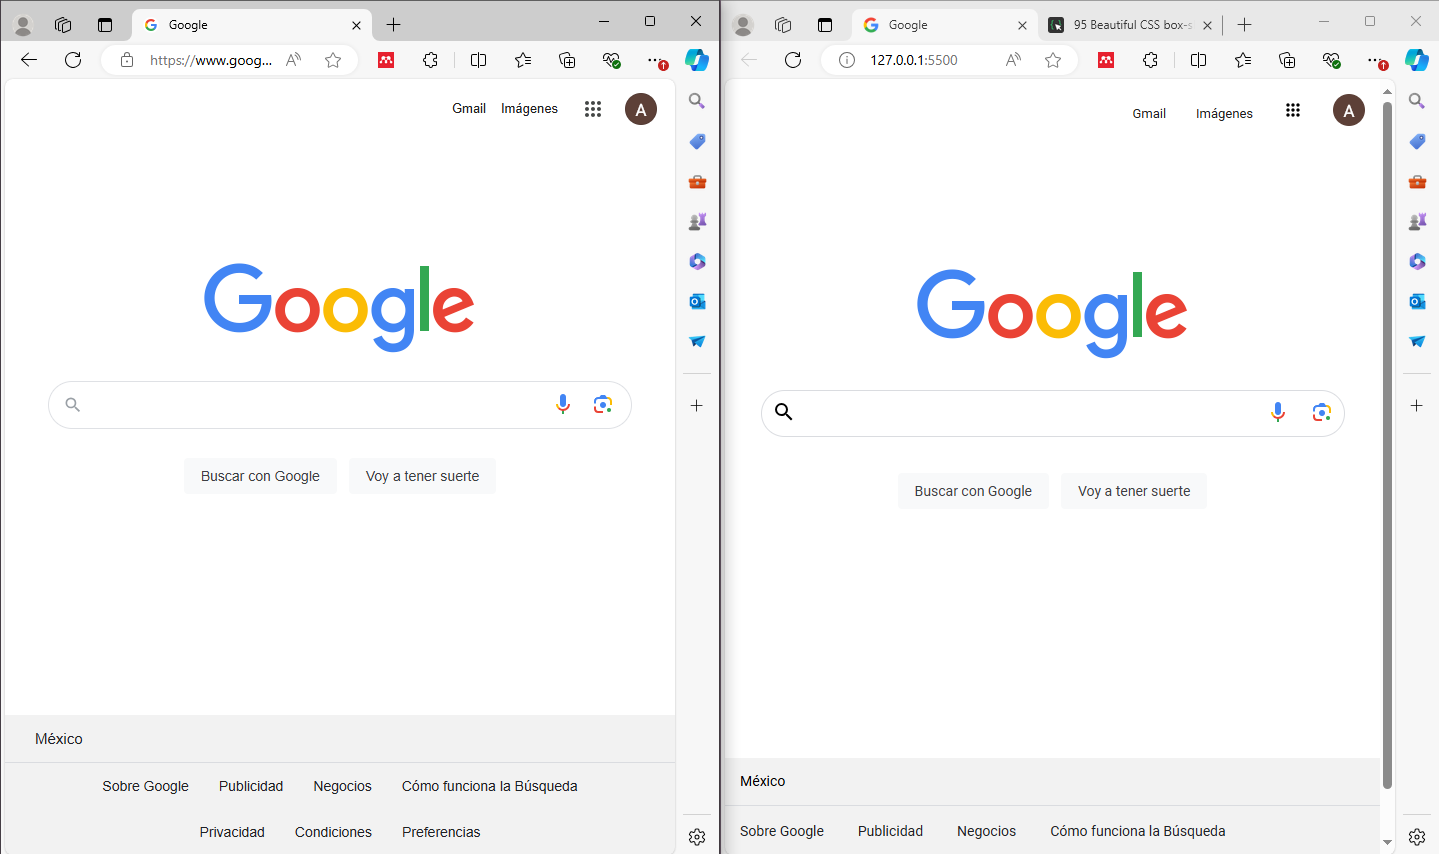 Google
https://www.goog...
Gmail Imágenes
A
Google
Buscar con Google Voy a tener suerte
México
Sobre Google Publicidad Negocios Cómo funciona la Búsqueda
Privacidad Condiciones Preferencias
Google 95 Beautiful CSS box-s
127.0.0.1:5500
Gmail Imágenes
A
Google
Buscar con Google Voy a tener suerte
México
Sobre Google Publicidad Negocios Cómo funciona la Búsqueda